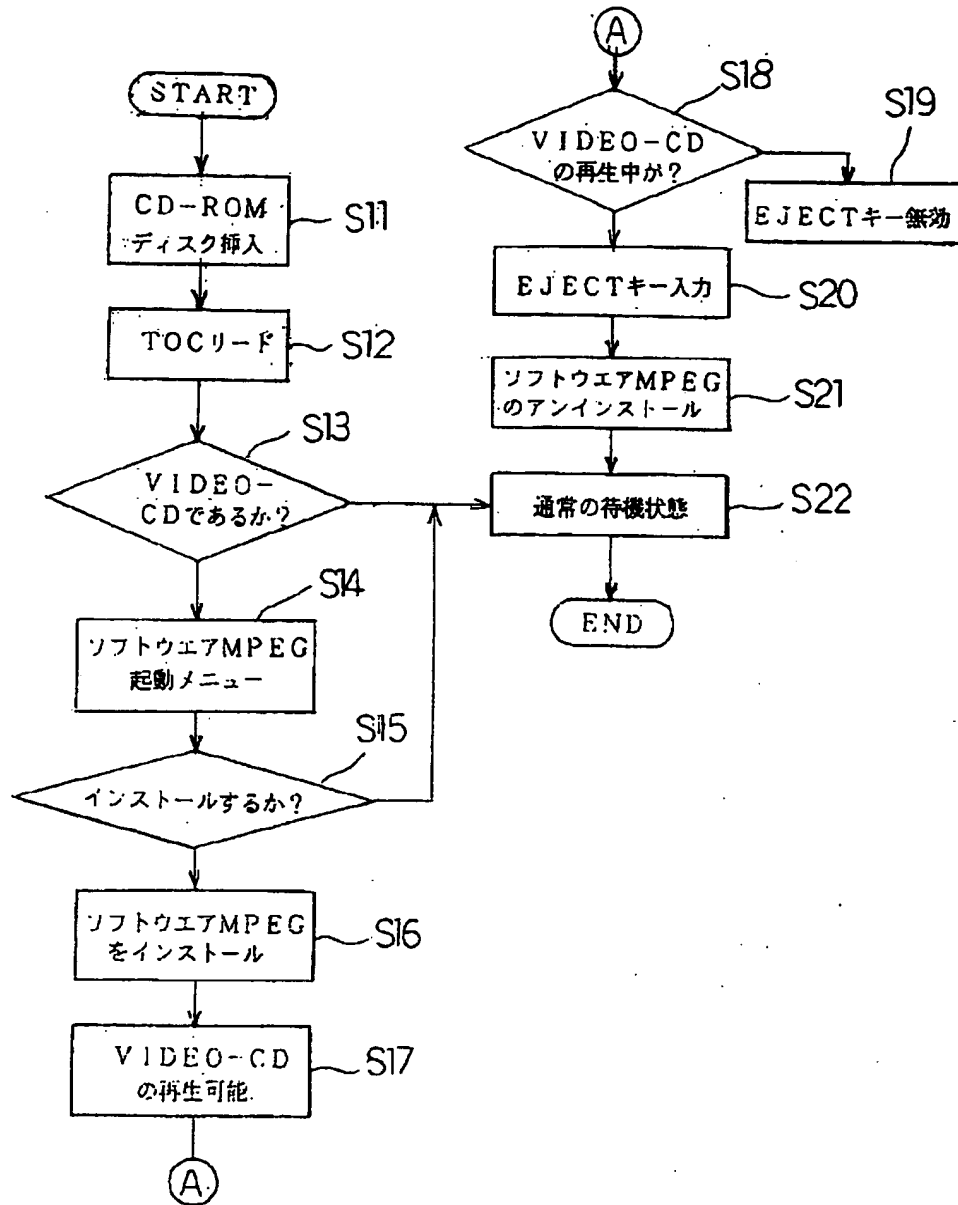 START
CD-ROM
ディスク挿入
S11
TOCリード
S12
VIDEO-
CDであるか?
S13
ソフトウエアMPEG
起動メニュー
S14
インストールするか?
S15
ソフトウエアMPEG
をインストール
S16
VIDEO-CD
の再生可能
S17
A
A
VIDEO-CD
の再生中が?
S18
EJECTキー無効
S19
EJECTキー入力
S20
ソフトウエアMPEG
のアンインストール
S21
通常の待機状態
S22
END